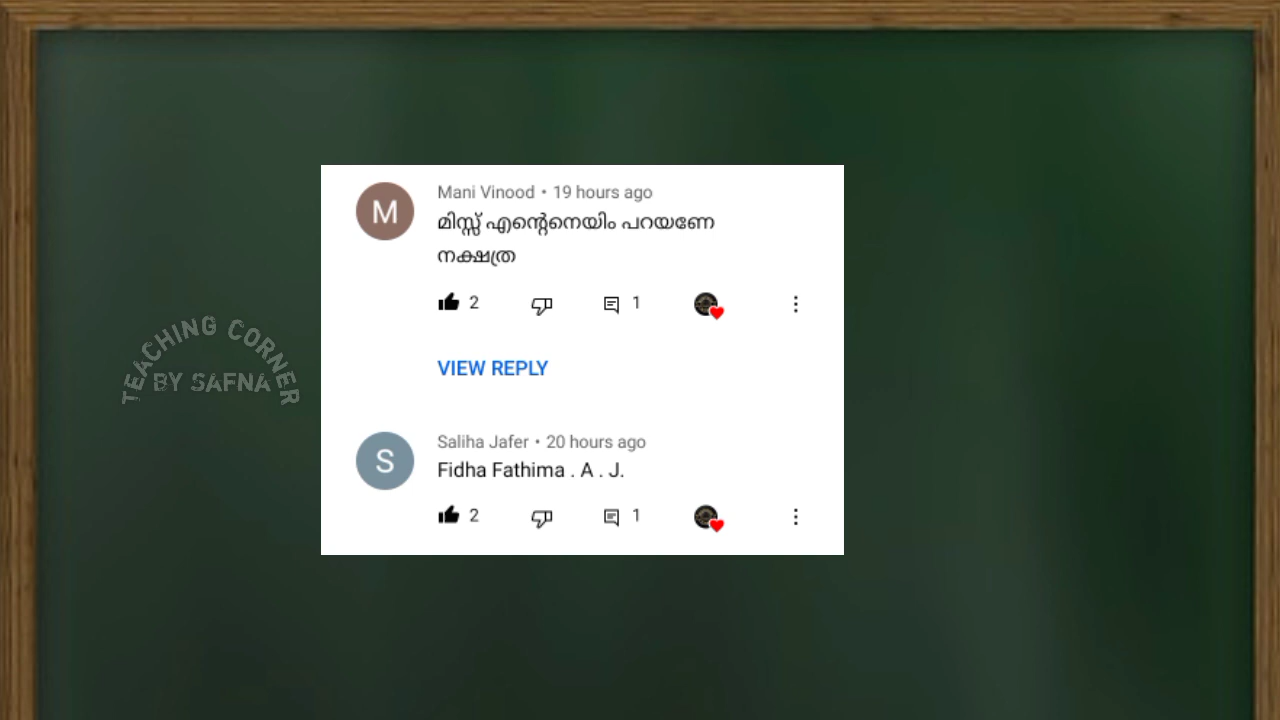 Mani Vinood • 19 hours ago
മിസ്സ് എന്റെനെയിം പറയണേ
നക്ഷത്ര
2
1
VIEW REPLY
TEACHING CORNER
BY SAFNA
Saliha Jafer • 20 hours ago
Fidha Fathima . A . J.
2
1
M
S